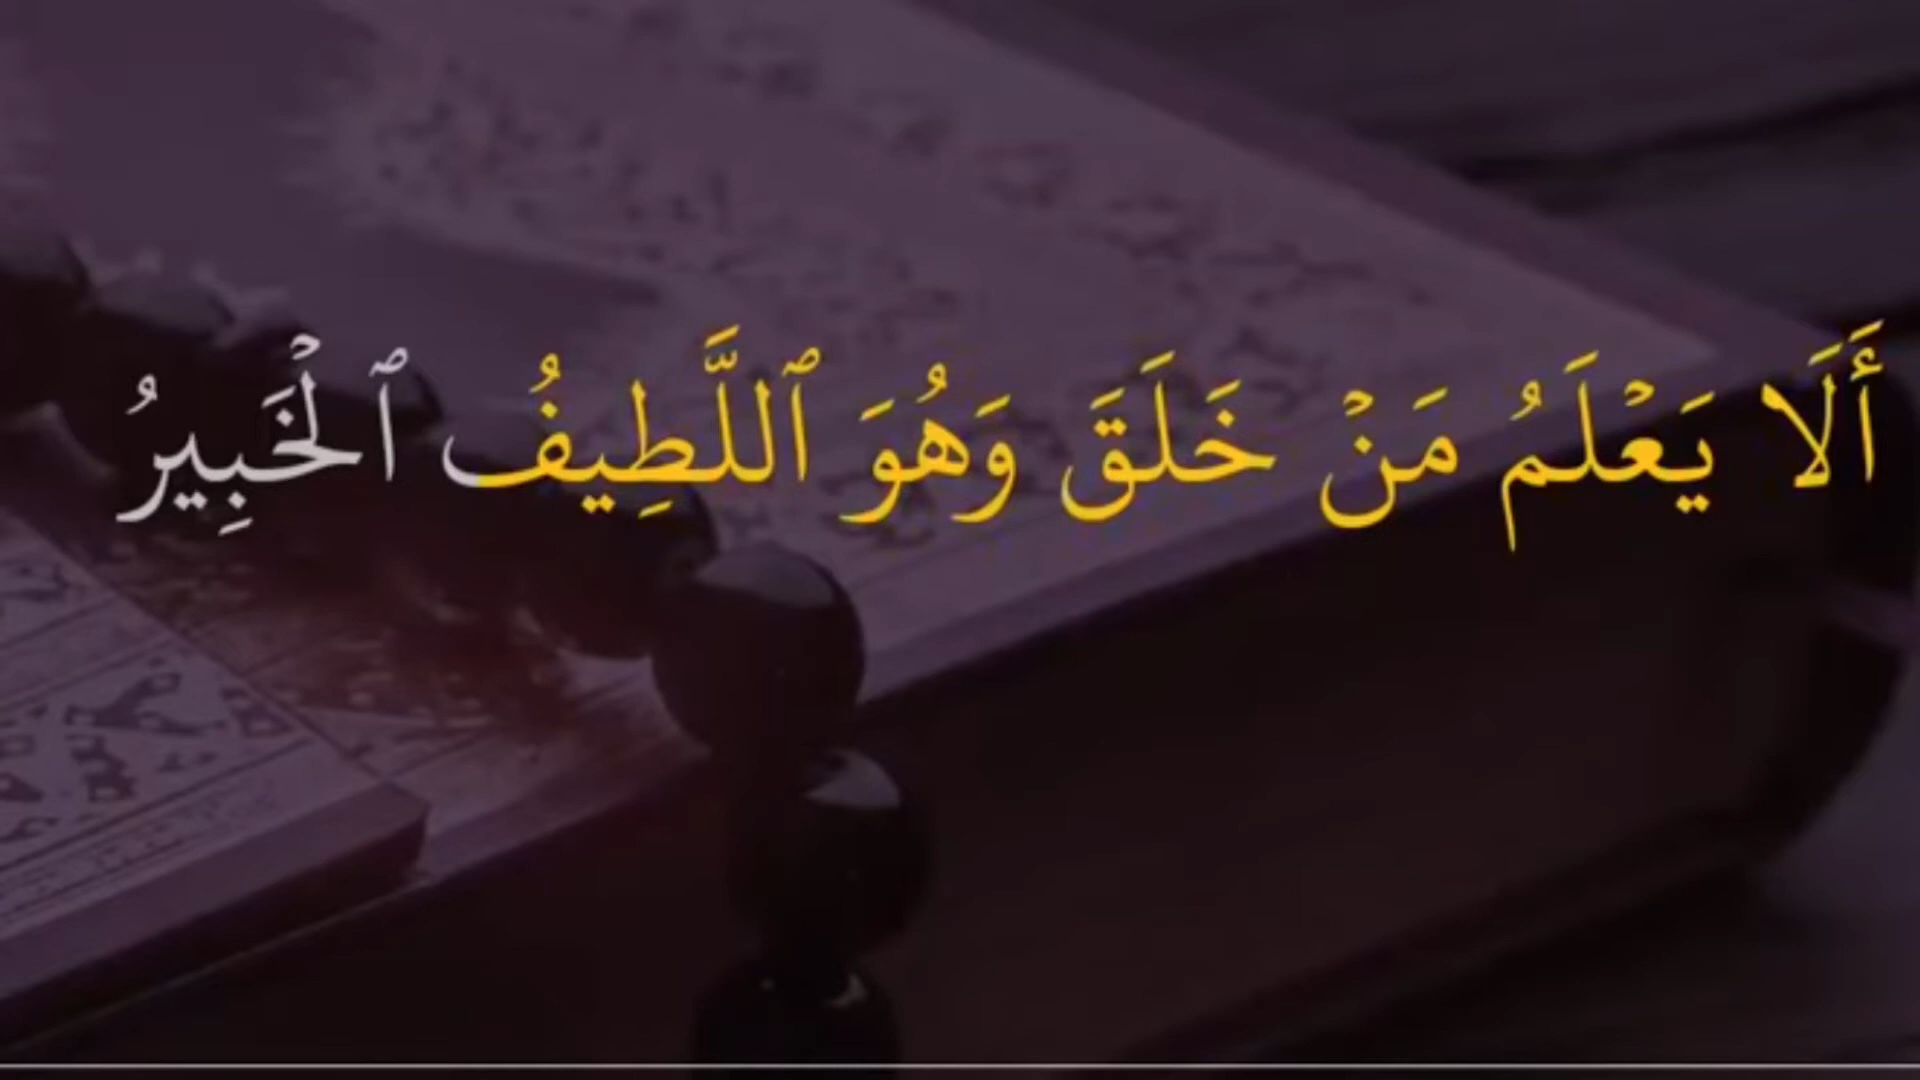 أَلَا يَعْلَمُ مَنْ خَلَقَ وَهُوَ ٱللَّطِيفُ ٱلْخَبِيرُ